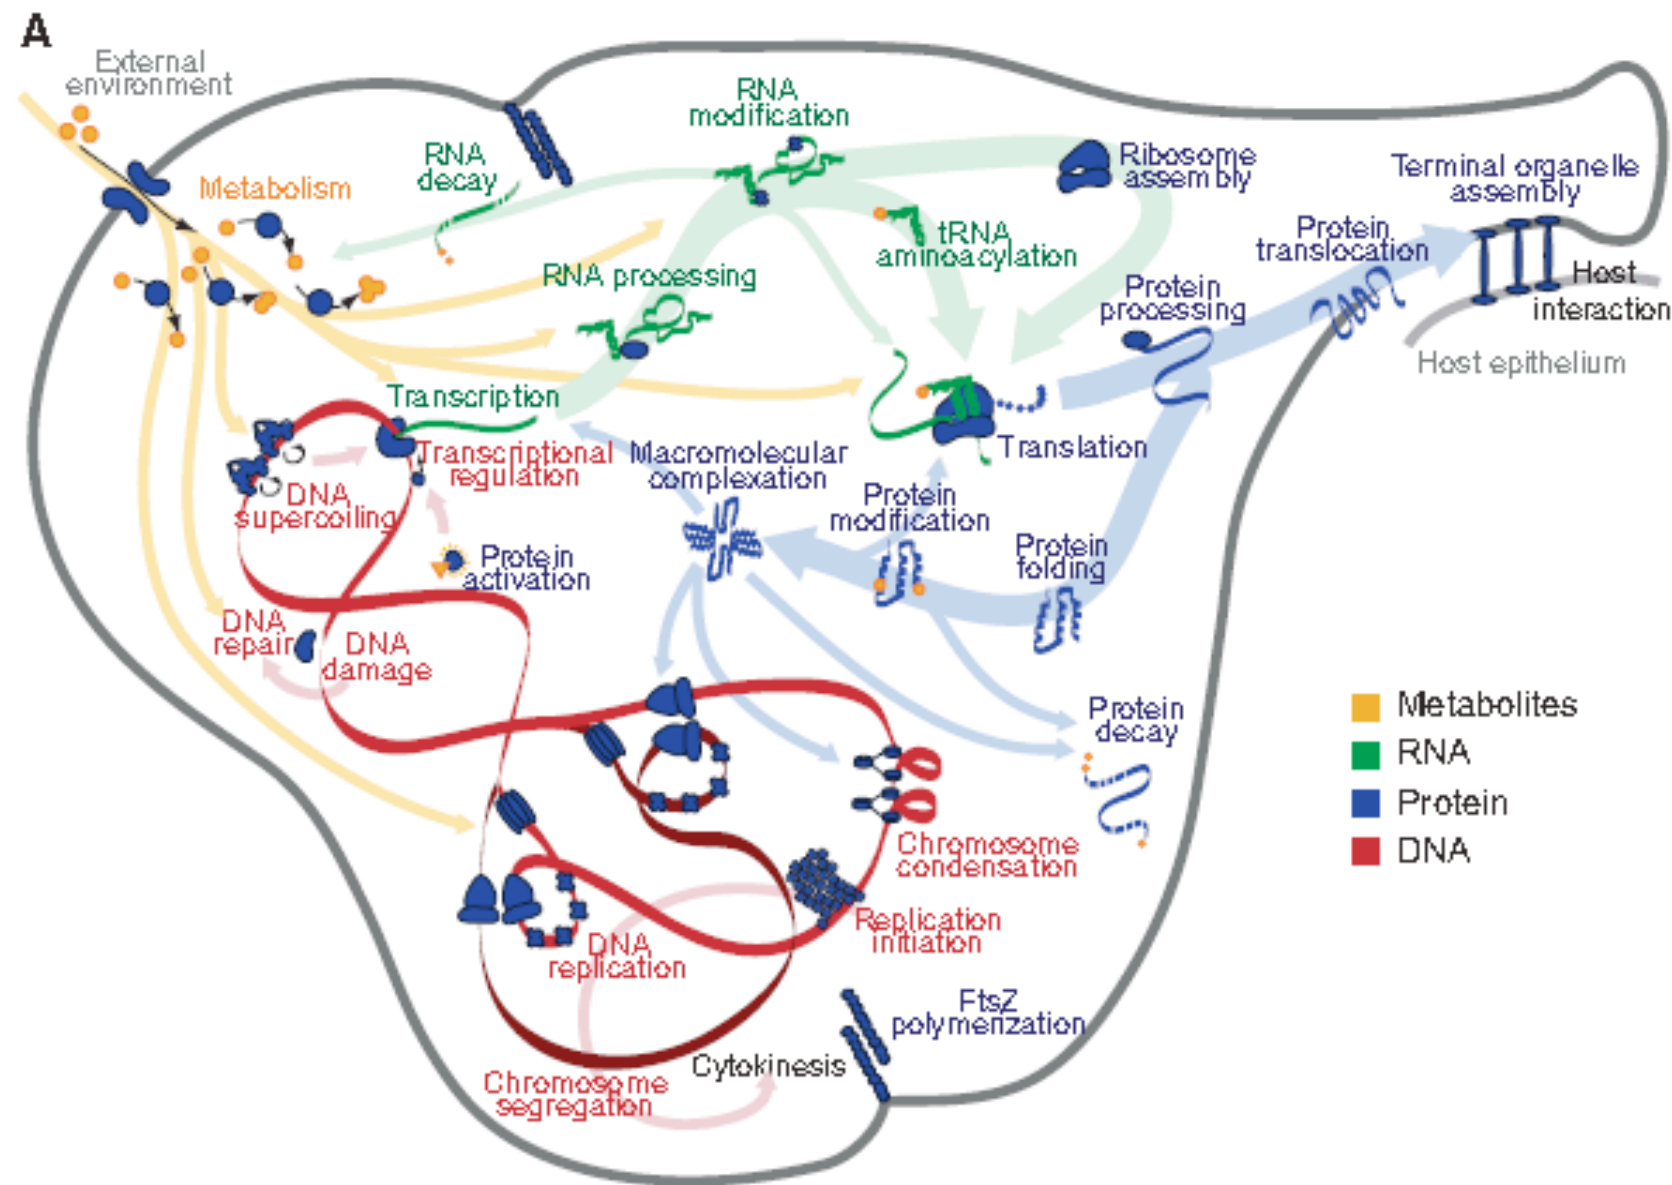 A
External
environment
RNA
modification
RNA
decay
Metabolism
Ribosome
assembly
Terminal organelle
assembly
tRNA
aminoacylation
Protein
translocation
RNA processing
Protein
processing
Host
interaction
Host epithelium
Transcription
Transcriptional
regulation
Macromolecular
complexation
Translation
DNA
supercoiling
Protein
modification
Protein
activation
Protein
folding
DNA
repair
DNA
damage
Protein
decay
Metabolites
RNA
Protein
DNA
Chromosome
condensation
Replication
initiation
DNA
replication
FtsZ
polymerization
Cytokinesis
Chromosome
segregation